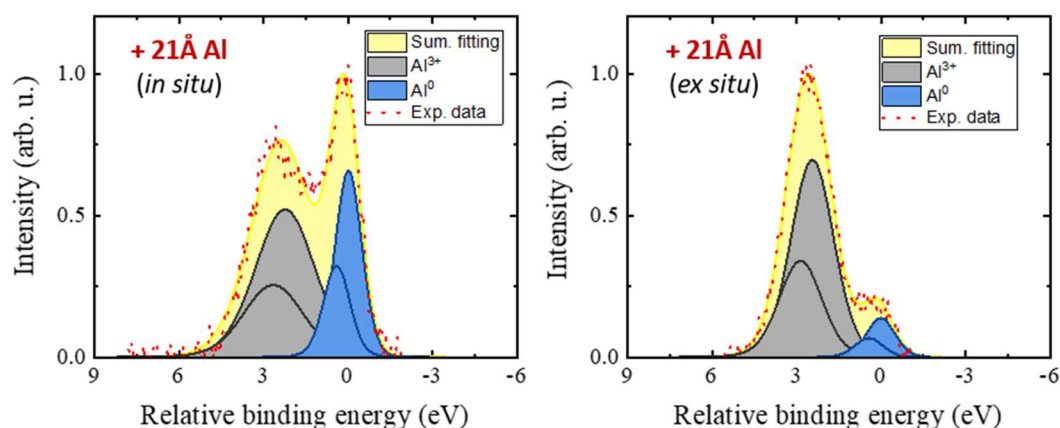 + 21Å Al
(in situ)
Sum. fitting
Al³⁺
Al⁰
Exp. data
Intensity (arb. u.)
1.0
0.5
0.0
9 6 3 0 -3 -6
Relative binding energy (eV)
+ 21Å Al
(ex situ)
Sum. fitting
Al³⁺
Al⁰
Exp. data
Intensity (arb. u.)
1.0
0.5
0.0
9 6 3 0 -3 -6
Relative binding energy (eV)